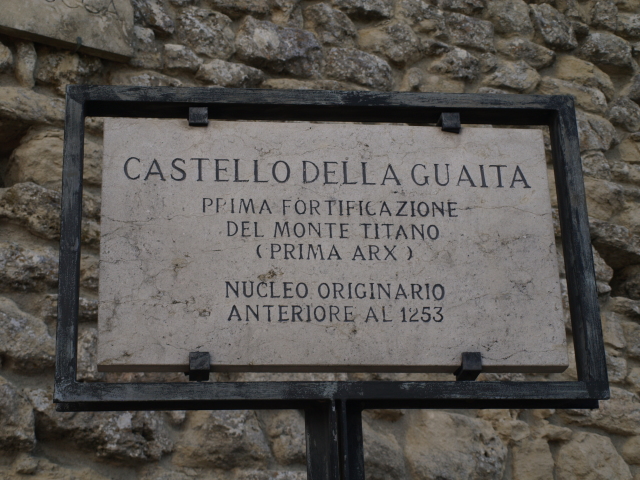 CASTELLO DELLA GUAITA
PRIMA FORTIFICAZIONE
DEL MONTE TITANO
( PRIMA ARX )
NUCLEO ORIGINARIO
ANTERIORE AL 1253